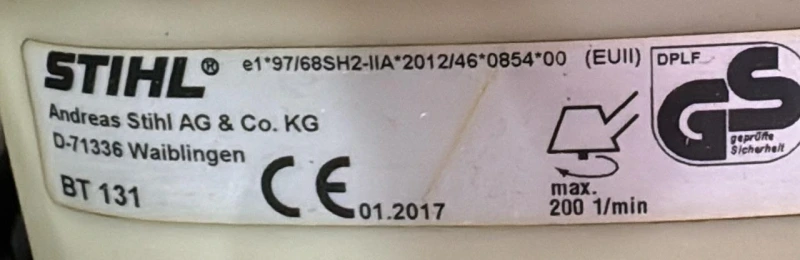 STIHL® e1*97/68SH2-IIA*2012/46*0854*00 (EUII)
Andreas Stihl AG & Co. KG
D-71336 Waiblingen
BT 131
CE 01.2017
max.
200 1/min
DPLF
GS
geprüfte
Sicherheit